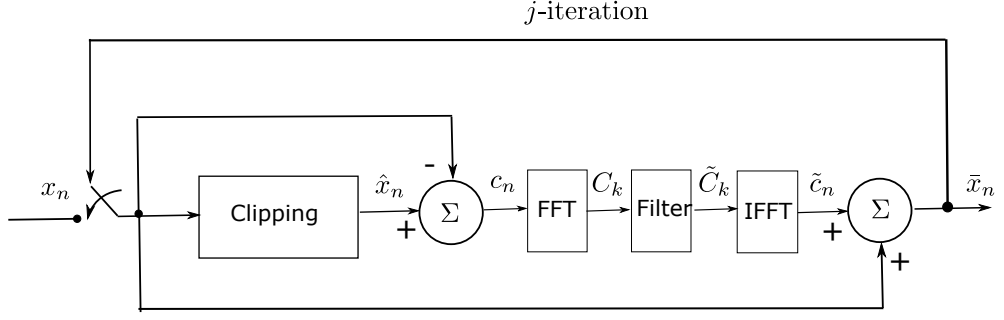 j-iteration
x_n
Clipping
x̂_n
-
+
Σ
c_n
FFT
C_k
Filter
C̃_k
IFFT
c̃_n
+
Σ
+
x̄_n